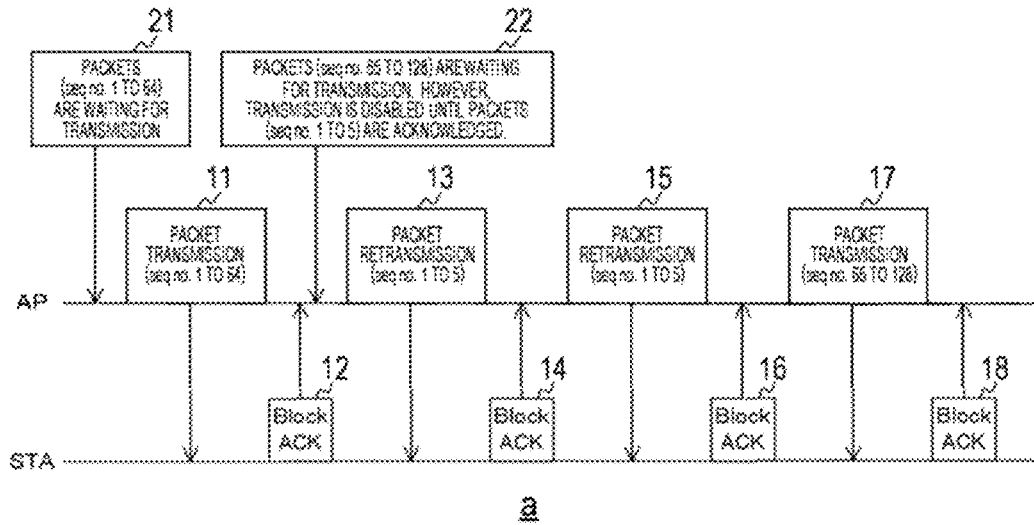 21
22
PACKETS
(seq no. 1 TO 64)
ARE WAITING FOR
TRANSMISSION
PACKETS (seq no. 65 TO 128) ARE WAITING
FOR TRANSMISSION. HOWEVER,
TRANSMISSION IS DISABLED UNTIL PACKETS
(seq no. 1 TO 5) ARE ACKNOWLEDGED.
11
13
15
17
PACKET
TRANSMISSION
(seq no. 1 TO 64)
PACKET
RETRANSMISSION
(seq no. 1 TO 5)
PACKET
RETRANSMISSION
(seq no. 1 TO 5)
PACKET
TRANSMISSION
(seq no. 65 TO 128)
AP
12
14
16
18
Block
ACK
Block
ACK
Block
ACK
Block
ACK
STA
a